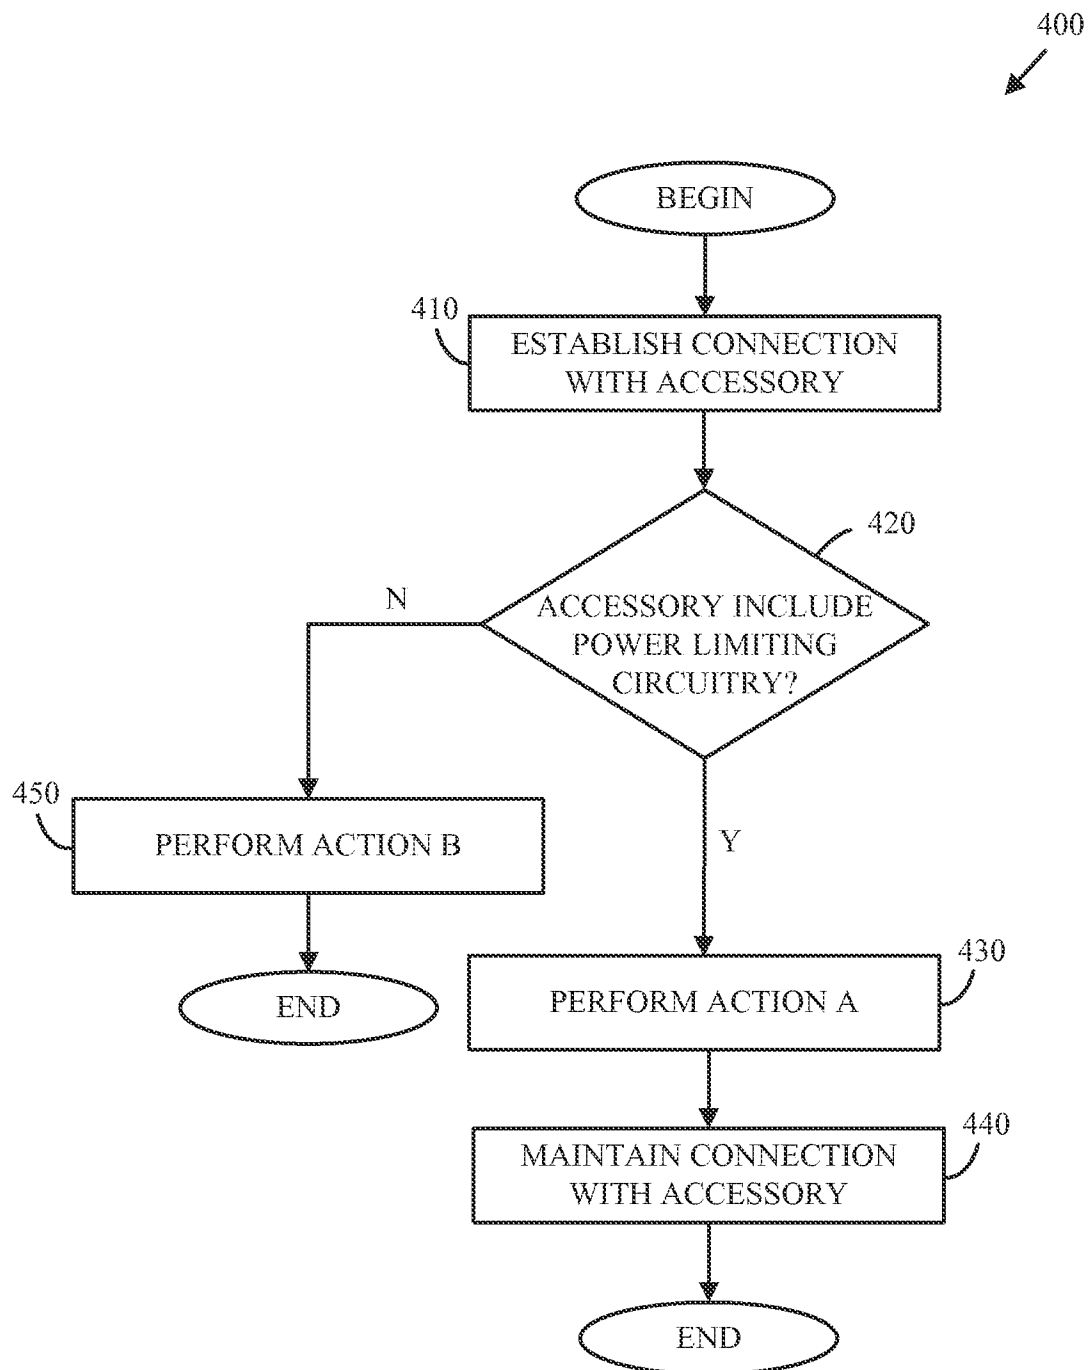 400
BEGIN
410
ESTABLISH CONNECTION
WITH ACCESSORY
420
N
ACCESSORY INCLUDE
POWER LIMITING
CIRCUITRY?
450
PERFORM ACTION B
Y
END
430
PERFORM ACTION A
440
MAINTAIN CONNECTION
WITH ACCESSORY
END